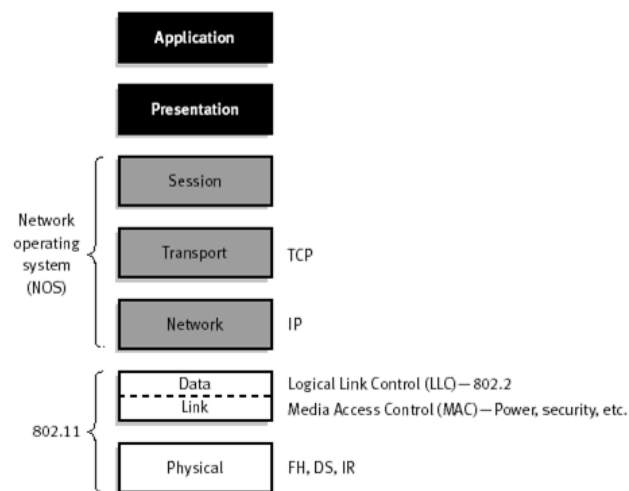 Application
Presentation
Session
Network
operating
system
(NOS)
Transport
TCP
Network
IP
Data
Logical Link Control (LLC)—802.2
Link
Media Access Control (MAC)—Power, security, etc.
802.11
Physical
FH, DS, IR